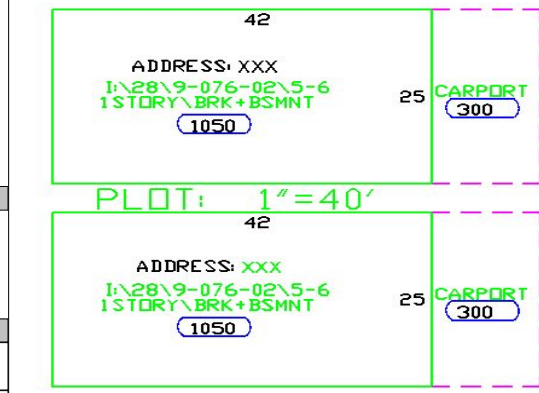 42
ADDRESS: XXX
I:\28\9-076-02\5-6
1STORY\BRK+BSMNT
1050
25
CARPORT
300
PLOT: 1"=40'
42
ADDRESS: XXX
I:\28\9-076-02\5-6
1STORY\BRK+BSMNT
1050
25
CARPORT
300